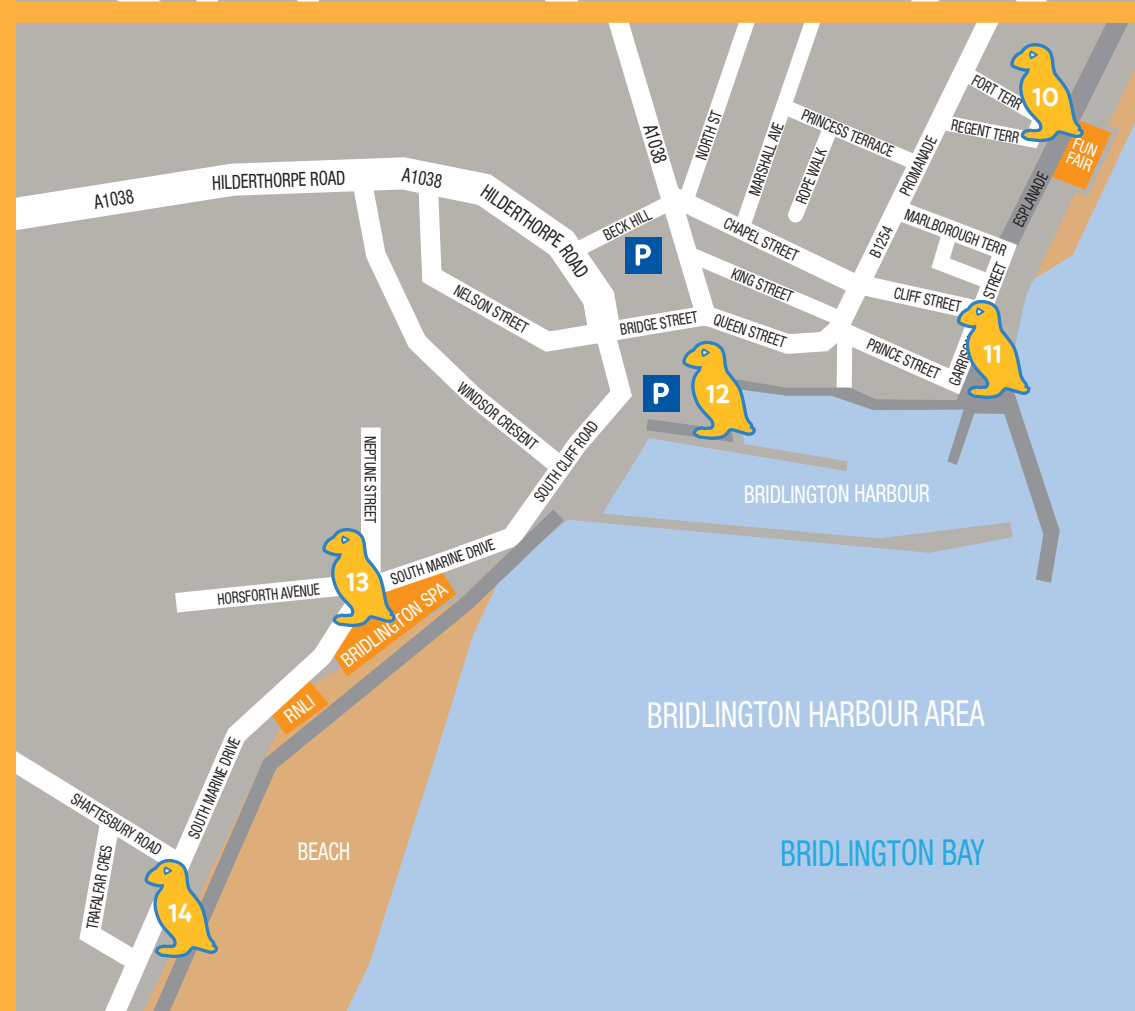 10
FORT TERR
REGENT TERR
FUN
FAIR
PRINCESS TERRACE
NORTH ST
A1038
MARSHALL AVE
ROPE WALK
PROMANADE
ESPLANADE
A1038
HILDERTHORPE ROAD
A1038
HILDERTHORPE ROAD
BECK HILL
P
CHAPEL STREET
B1254
MARLBOROUGH TERR
KING STREET
CLIFF STREET
STREET
NELSON STREET
BRIDGE STREET
QUEEN STREET
PRINCE STREET
GARRISO
11
P
12
WINDSOR CRESENT
SOUTH CLIFF ROAD
NEPTUNE STREET
BRIDLINGTON HARBOUR
13
SOUTH MARINE DRIVE
HORSFORTH AVENUE
BRIDLINGTON SPA
RNLI
BRIDLINGTON HARBOUR AREA
SOUTH MARINE DRIVE
SHAFTESBURY ROAD
TRAFALFAR CRES
BEACH
BRIDLINGTON BAY
14